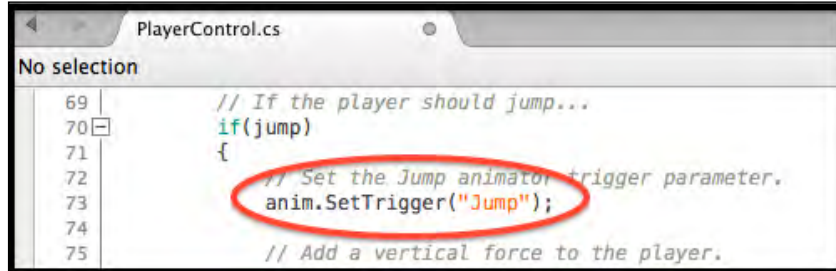 PlayerControl.cs
No selection
69 // If the player should jump...
70 if(jump)
71 {
72 // Set the Jump animator trigger parameter.
73 anim.SetTrigger("Jump");
74
75 // Add a vertical force to the player.